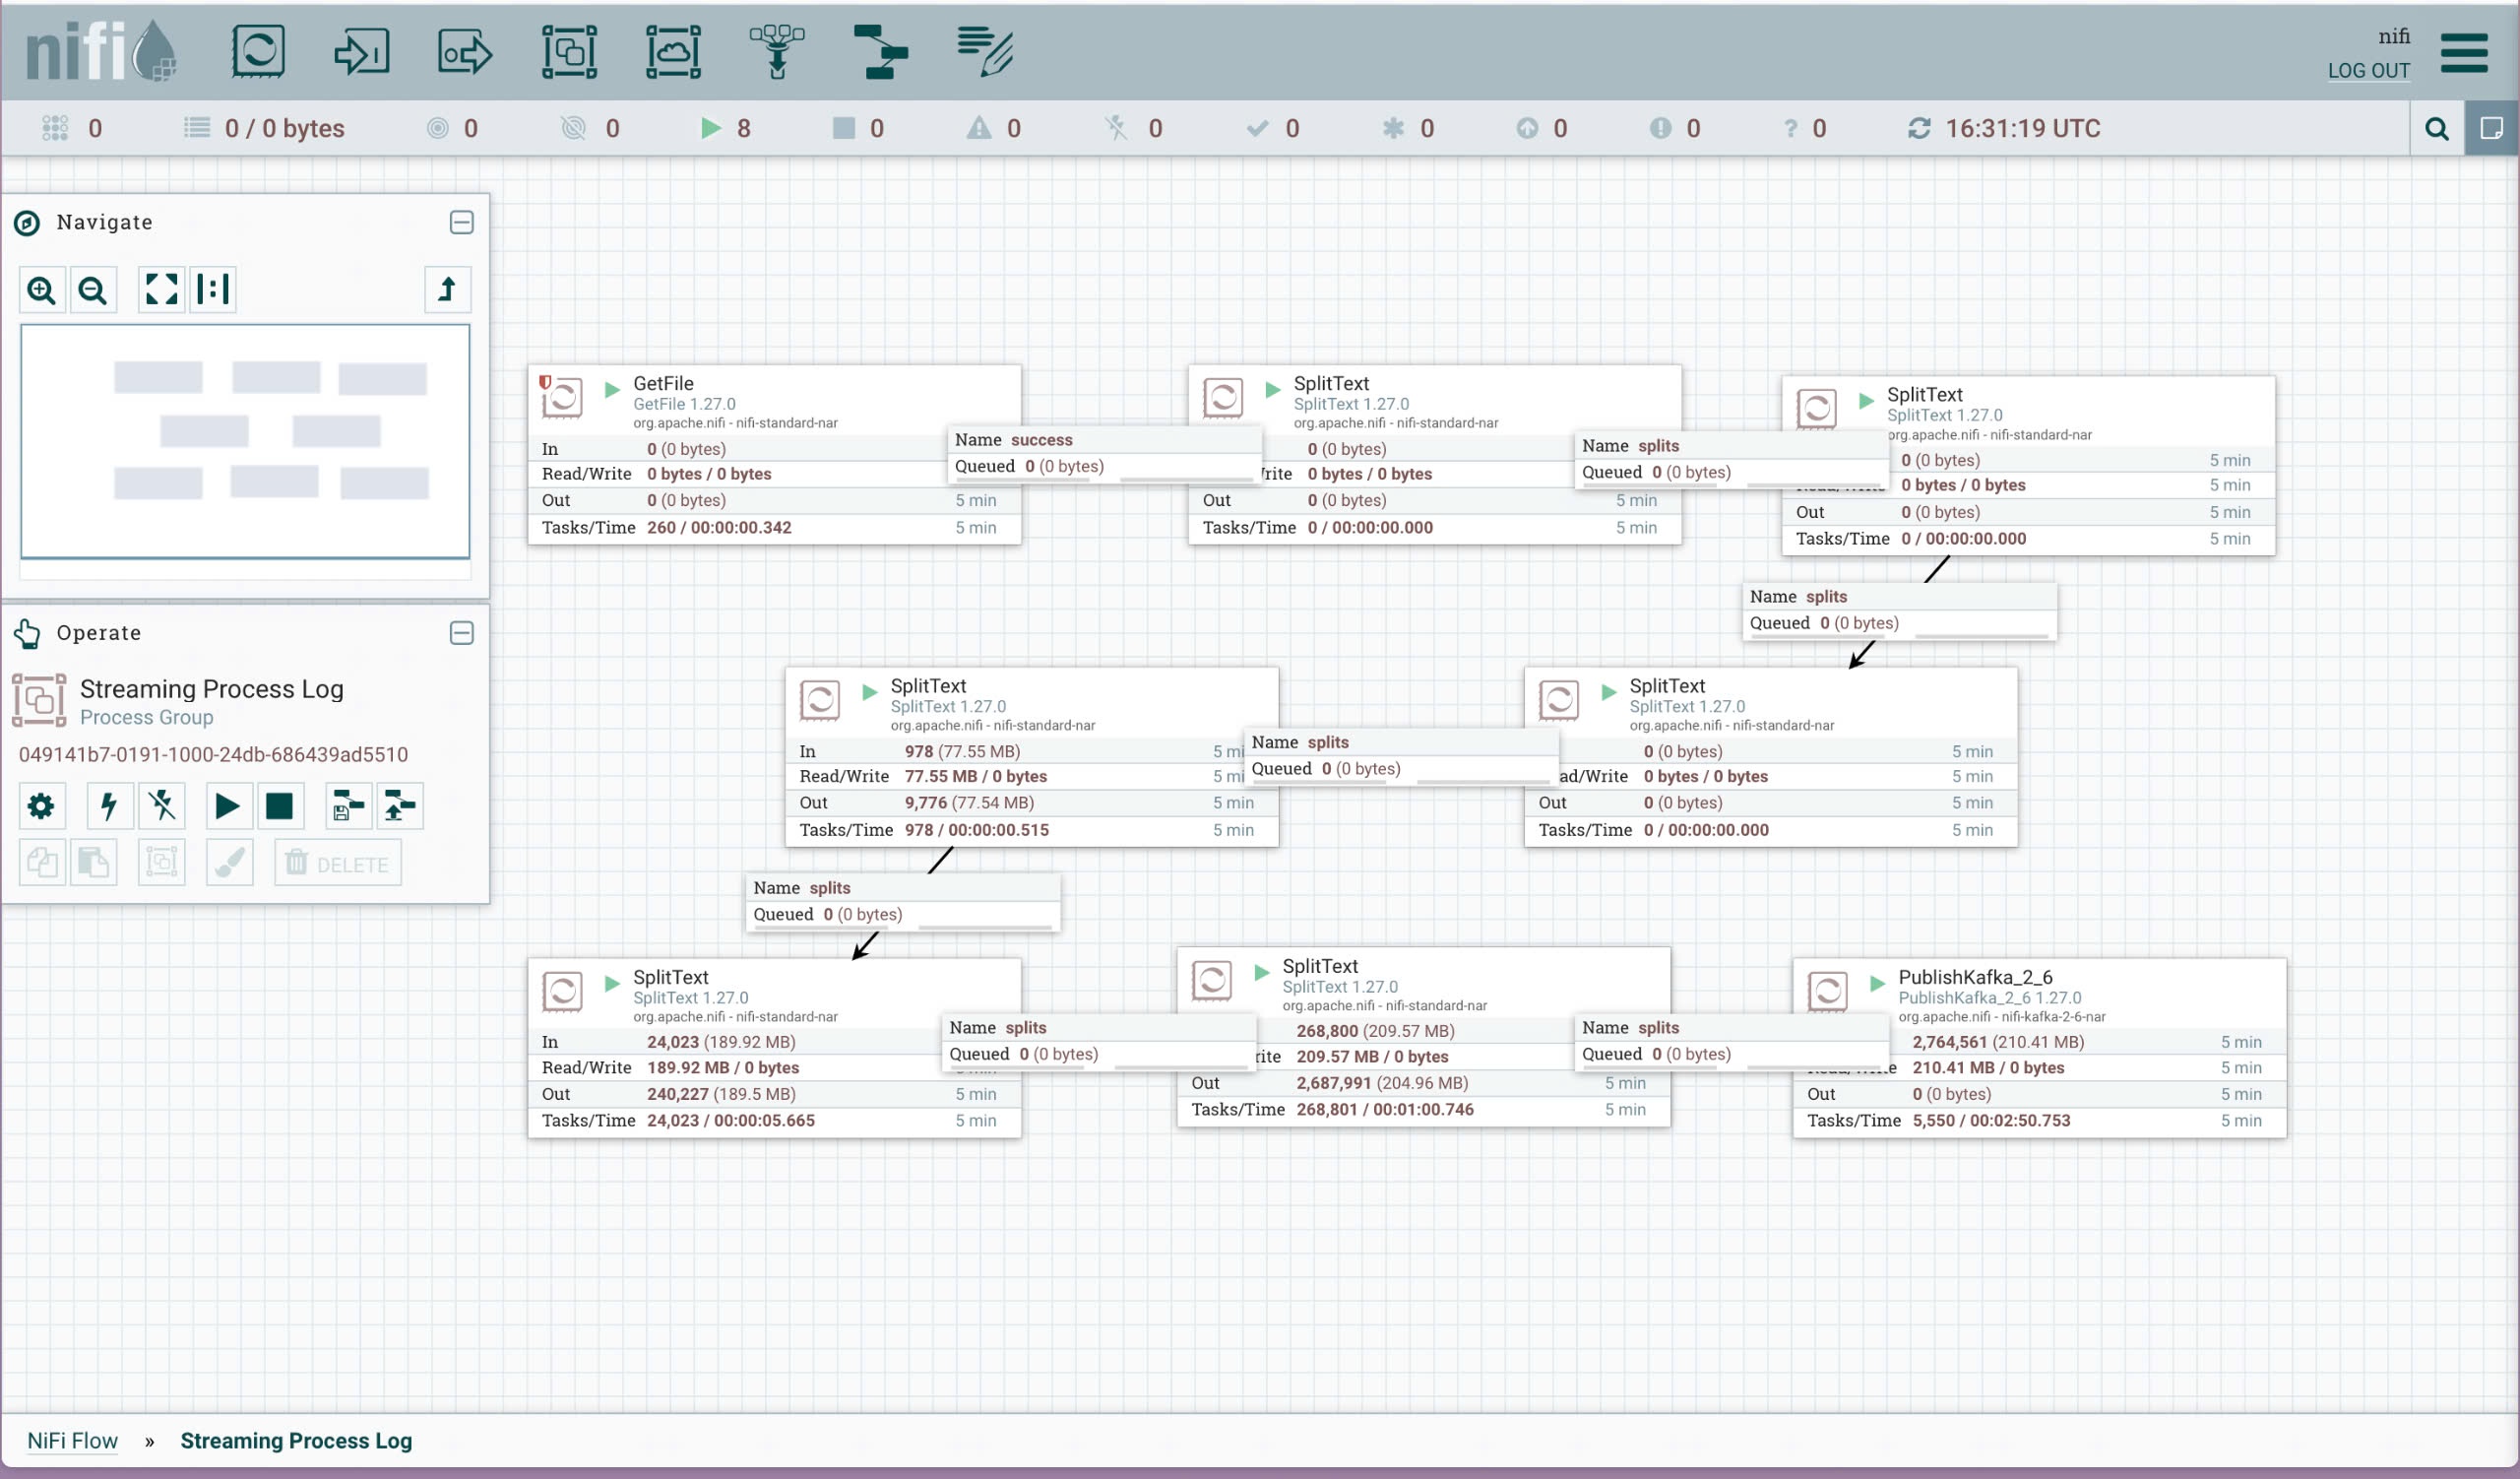 nifi
nifi
LOG OUT
0
0 / 0 bytes
0
0
8
0
0
0
0
0
0
0
? 0
16:31:19 UTC
Navigate
Operate
Streaming Process Log
Process Group
049141b7-0191-1000-24db-686439ad5510
DELETE
GetFile
GetFile 1.27.0
org.apache.nifi - nifi-standard-nar
In 0 (0 bytes)
Read/Write 0 bytes / 0 bytes
Out 0 (0 bytes) 5 min
Tasks/Time 260 / 00:00:00.342 5 min
Name success
Queued 0 (0 bytes)
SplitText
SplitText 1.27.0
org.apache.nifi - nifi-standard-nar
0 (0 bytes)
0 bytes / 0 bytes
Out 0 (0 bytes) 5 min
Tasks/Time 0 / 00:00:00.000 5 min
Name splits
Queued 0 (0 bytes)
SplitText
SplitText 1.27.0
org.apache.nifi - nifi-standard-nar
0 (0 bytes) 5 min
0 bytes / 0 bytes 5 min
Out 0 (0 bytes) 5 min
Tasks/Time 0 / 00:00:00.000 5 min
Name splits
Queued 0 (0 bytes)
SplitText
SplitText 1.27.0
org.apache.nifi - nifi-standard-nar
In 978 (77.55 MB) 5 mi
Read/Write 77.55 MB / 0 bytes 5 mi
Out 9,776 (77.54 MB) 5 min
Tasks/Time 978 / 00:00:00.515 5 min
Name splits
Queued 0 (0 bytes)
SplitText
SplitText 1.27.0
org.apache.nifi - nifi-standard-nar
0 (0 bytes) 5 min
ad/Write 0 bytes / 0 bytes 5 min
Out 0 (0 bytes) 5 min
Tasks/Time 0 / 00:00:00.000 5 min
Name splits
Queued 0 (0 bytes)
SplitText
SplitText 1.27.0
org.apache.nifi - nifi-standard-nar
In 24,023 (189.92 MB)
Read/Write 189.92 MB / 0 bytes
Out 240,227 (189.5 MB) 5 min
Tasks/Time 24,023 / 00:00:05.665 5 min
Name splits
Queued 0 (0 bytes)
SplitText
SplitText 1.27.0
org.apache.nifi - nifi-standard-nar
268,800 (209.57 MB)
rite 209.57 MB / 0 bytes
Out 2,687,991 (204.96 MB) 5 min
Tasks/Time 268,801 / 00:01:00.746 5 min
Name splits
Queued 0 (0 bytes)
PublishKafka_2_6
PublishKafka_2_6 1.27.0
org.apache.nifi - nifi-kafka-2-6-nar
2,764,561 (210.41 MB) 5 min
210.41 MB / 0 bytes 5 min
Out 0 (0 bytes) 5 min
Tasks/Time 5,550 / 00:02:50.753 5 min
NiFi Flow » Streaming Process Log